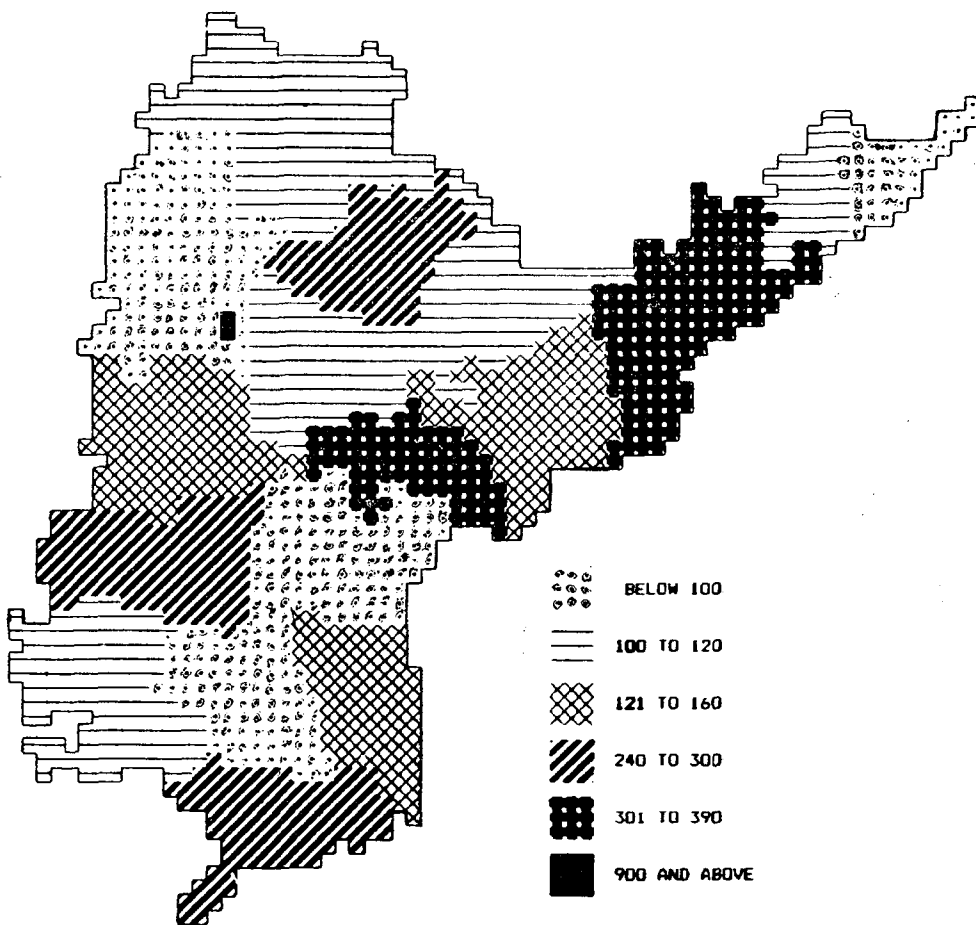 BELOW 100
100 TO 120
121 TO 160
240 TO 300
301 TO 390
900 AND ABOVE